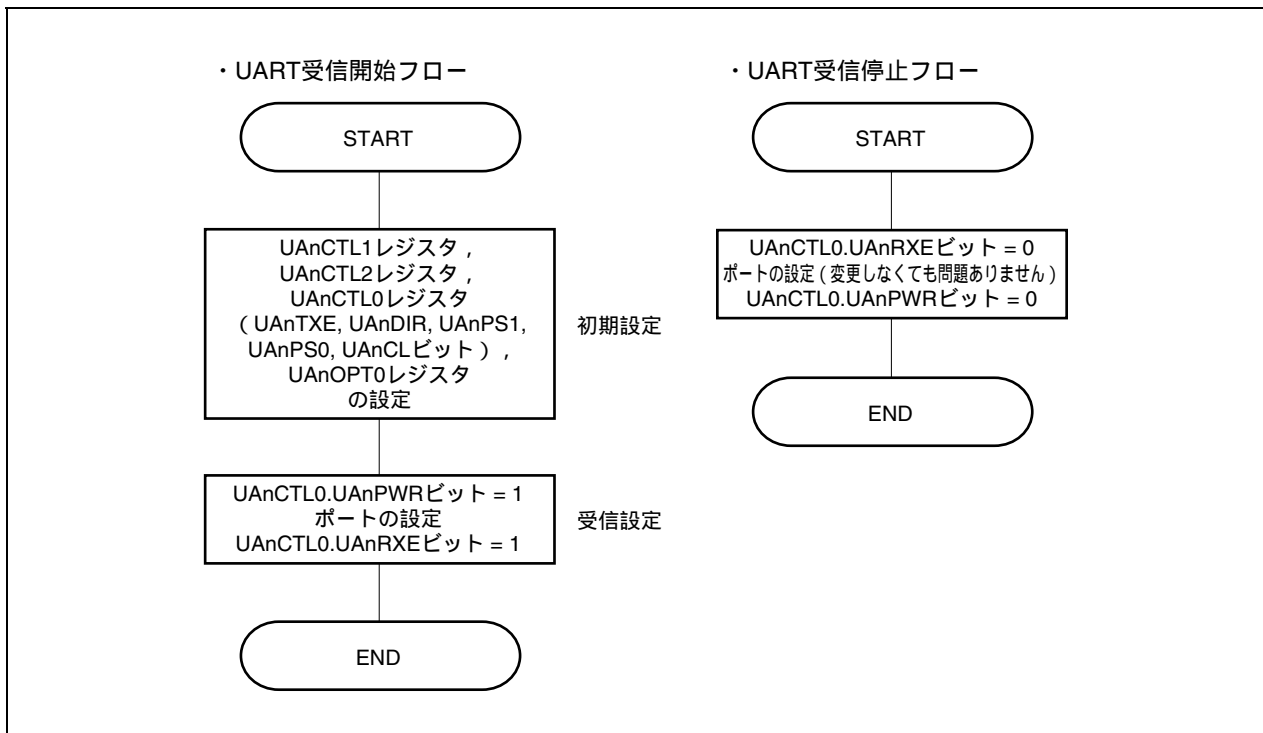 ・UART受信開始フロー
START
UAnCTL1レジスタ，
UAnCTL2レジスタ，
UAnCTL0レジスタ
（UAnTXE, UAnDIR, UAnPS1,
UAnPS0, UAnCLビット），
UAnOPT0レジスタ
の設定
初期設定
UAnCTL0.UAnPWRビット = 1
ポートの設定
UAnCTL0.UAnRXEビット = 1
受信設定
END
・UART受信停止フロー
START
UAnCTL0.UAnRXEビット = 0
ポートの設定（変更しなくても問題ありません）
UAnCTL0.UAnPWRビット = 0
END